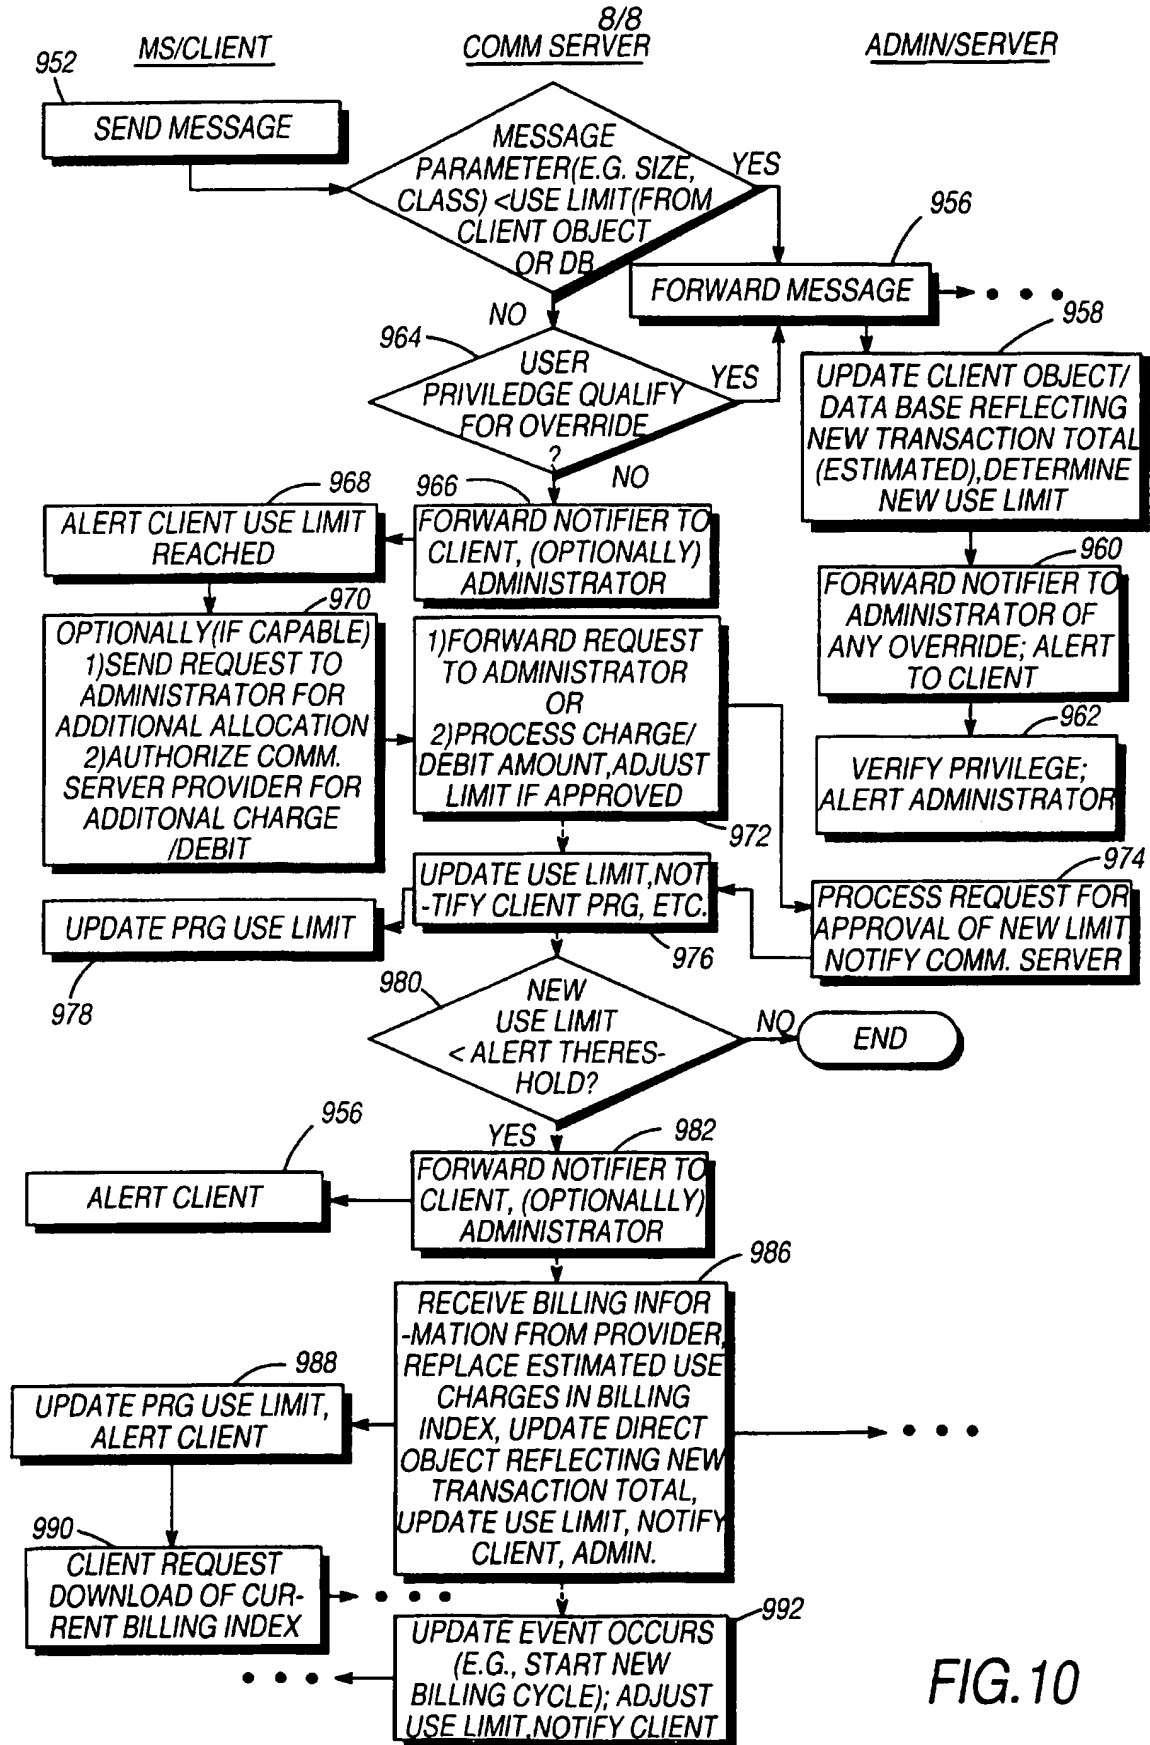 8/8
MS/CLIENT
COMM SERVER
ADMIN/SERVER
952
SEND MESSAGE
MESSAGE
PARAMETER(E.G. SIZE,
CLASS) <USE LIMIT(FROM
CLIENT OBJECT
OR DB
YES
956
FORWARD MESSAGE
NO
964
USER
PRIVILEDGE QUALIFY
FOR OVERRIDE
?
YES
NO
958
UPDATE CLIENT OBJECT/
DATA BASE REFLECTING
NEW TRANSACTION TOTAL
(ESTIMATED),DETERMINE
NEW USE LIMIT
968
ALERT CLIENT USE LIMIT
REACHED
966
FORWARD NOTIFIER TO
CLIENT, (OPTIONALLY)
ADMINISTRATOR
960
FORWARD NOTIFIER TO
ADMINISTRATOR OF
ANY OVERRIDE; ALERT
TO CLIENT
970
OPTIONALLY(IF CAPABLE)
1)SEND REQUEST TO
ADMINISTRATOR FOR
ADDITIONAL ALLOCATION
2)AUTHORIZE COMM.
SERVER PROVIDER FOR
ADDITONAL CHARGE
/DEBIT
1)FORWARD REQUEST
TO ADMINISTRATOR
OR
2)PROCESS CHARGE/
DEBIT AMOUNT,ADJUST
LIMIT IF APPROVED
972
962
VERIFY PRIVILEGE;
ALERT ADMINISTRATOR
974
PROCESS REQUEST FOR
APPROVAL OF NEW LIMIT
NOTIFY COMM. SERVER
UPDATE USE LIMIT,NOT
-TIFY CLIENT PRG, ETC.
976
UPDATE PRG USE LIMIT
978
980
NEW
USE LIMIT
< ALERT THERES-
HOLD?
NO
END
YES
956
ALERT CLIENT
982
FORWARD NOTIFIER TO
CLIENT, (OPTIONALLLY)
ADMINISTRATOR
986
RECEIVE BILLING INFOR
-MATION FROM PROVIDER,
REPLACE ESTIMATED USE
CHARGES IN BILLING
INDEX, UPDATE DIRECT
OBJECT REFLECTING NEW
TRANSACTION TOTAL,
UPDATE USE LIMIT, NOTIFY
CLIENT, ADMIN.
988
UPDATE PRG USE LIMIT,
ALERT CLIENT
990
CLIENT REQUEST
DOWNLOAD OF CUR-
RENT BILLING INDEX
992
UPDATE EVENT OCCURS
(E.G., START NEW
BILLING CYCLE); ADJUST
USE LIMIT,NOTIFY CLIENT
FIG.10